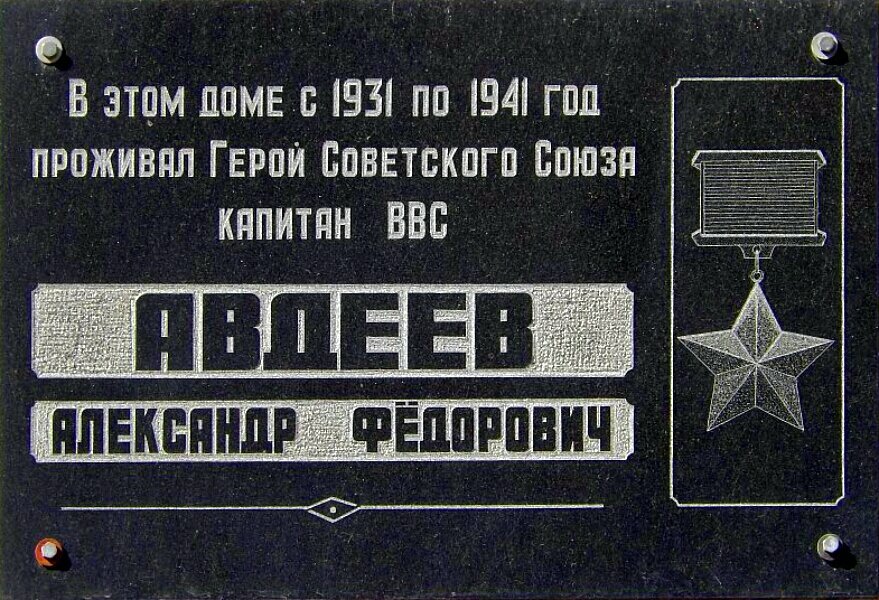 В этом доме с 1931 по 1941 год
проживал Герой Советского Союза
капитан ВВС
АВДЕЕВ
АЛЕКСАНДР ФЁДОРОВИЧ